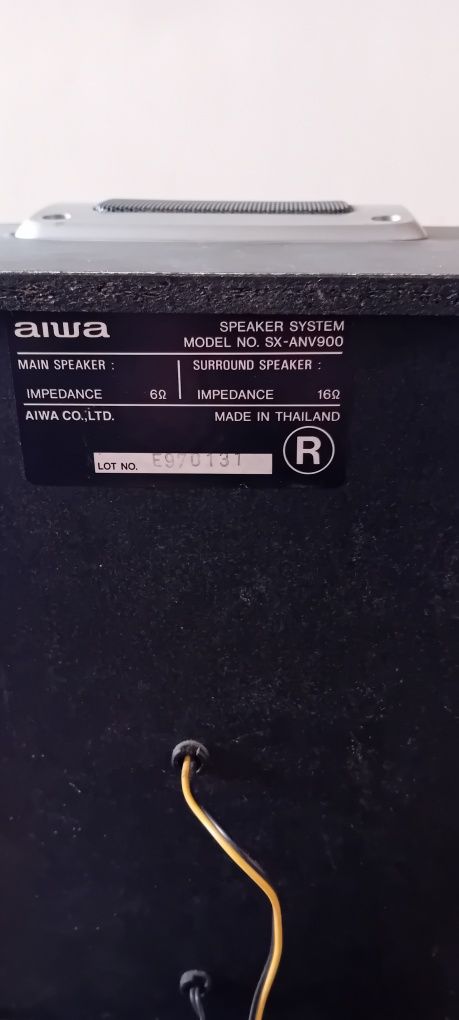 aiwa
SPEAKER SYSTEM
MODEL NO. SX-ANV900
MAIN SPEAKER :
IMPEDANCE 6Ω
SURROUND SPEAKER :
IMPEDANCE 16Ω
AIWA CO.,LTD.
MADE IN THAILAND
LOT NO. E970131
R